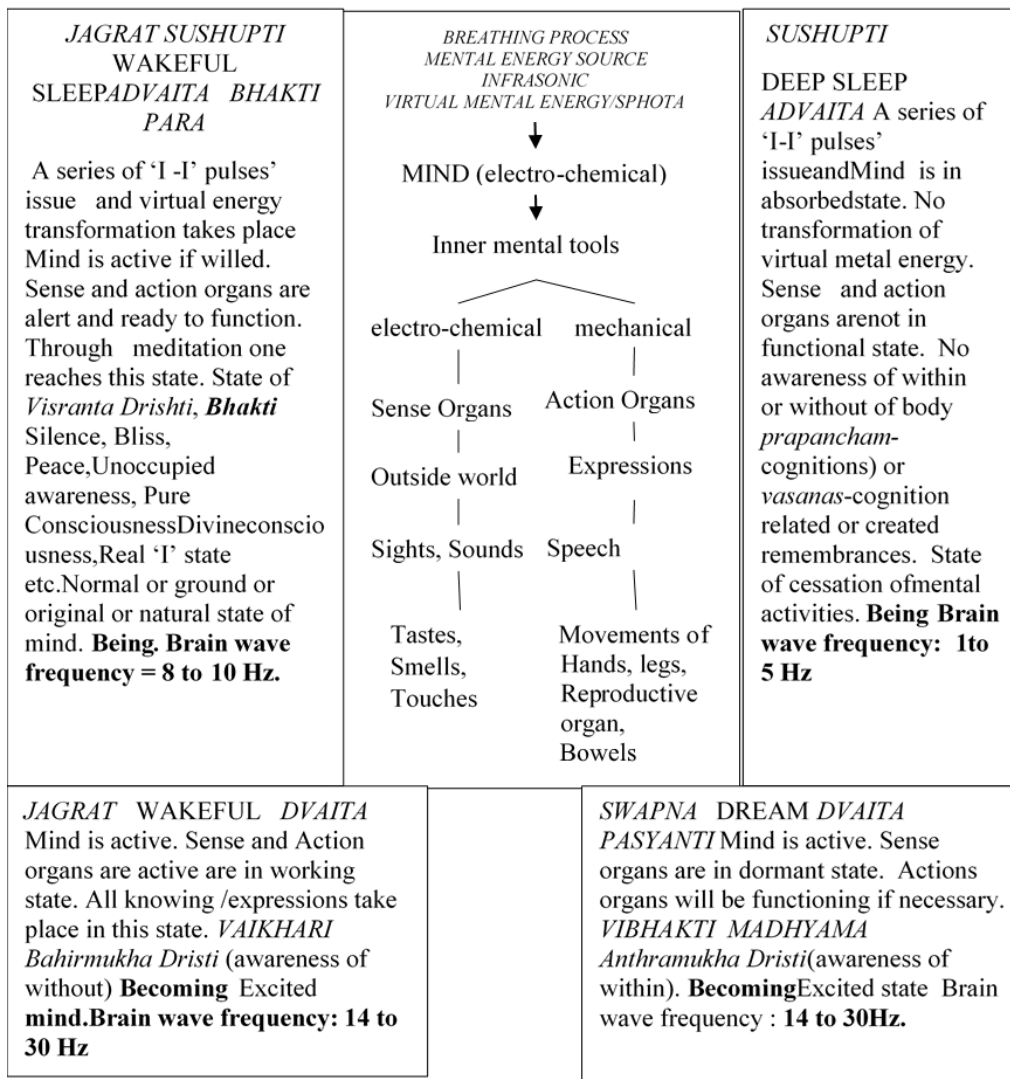 JAGRAT SUSHUPTI
WAKEFUL
SLEEPADVAITA BHAKTI
PARA
A series of ‘I -I’ pulses’
issue and virtual energy
transformation takes place
Mind is active if willed.
Sense and action organs are
alert and ready to function.
Through meditation one
reaches this state. State of
Visranta Drishti, Bhakti
Silence, Bliss,
Peace,Unoccupied
awareness, Pure
ConsciousnessDivineconscio
usness,Real ‘I’ state
etc.Normal or ground or
original or natural state of
mind. Being. Brain wave
frequency = 8 to 10 Hz.
BREATHING PROCESS
MENTAL ENERGY SOURCE
INFRASONIC
VIRTUAL MENTAL ENERGY/SPHOTA
MIND (electro-chemical)
Inner mental tools
electro-chemical mechanical
Sense Organs Action Organs
Outside world Expressions
Sights, Sounds Speech
Tastes, Movements of
Smells, Hands, legs,
Touches Reproductive
organ,
Bowels
SUSHUPTI
DEEP SLEEP
ADVAITA A series of
‘I-I’ pulses’
issueandMind is in
absorbedstate. No
transformation of
virtual metal energy.
Sense and action
organs arenot in
functional state. No
awareness of within
or without of body
prapancham-
cognitions) or
vasanas-cognition
related or created
remembrances. State
of cessation ofmental
activities. Being Brain
wave frequency: 1to
5 Hz
JAGRAT WAKEFUL DVAITA
Mind is active. Sense and Action
organs are active are in working
state. All knowing /expressions take
place in this state. VAIKHARI
Bahirmukha Dristi (awareness of
without) Becoming Excited
mind.Brain wave frequency: 14 to
30 Hz
SWAPNA DREAM DVAITA
PASYANTI Mind is active. Sense
organs are in dormant state. Actions
organs will be functioning if necessary.
VIBHAKTI MADHYAMA
Anthramukha Dristi(awareness of
within). BecomingExcited state Brain
wave frequency : 14 to 30Hz.